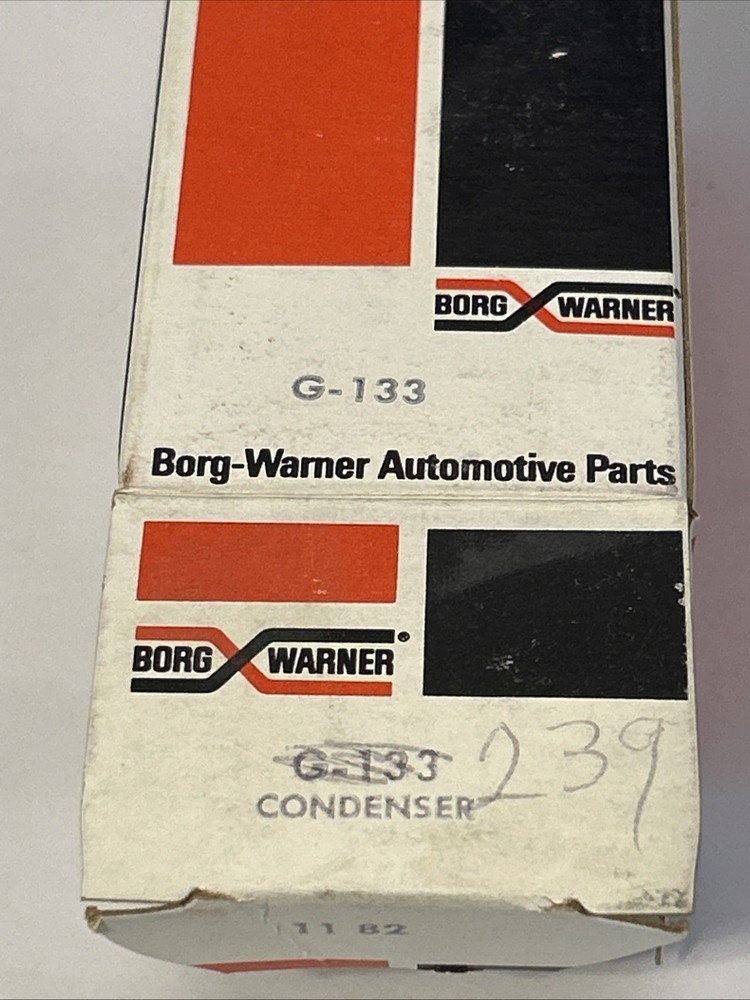 BORG WARNER
G-133
Borg-Warner Automotive Parts
BORG WARNER®
G-133 239
CONDENSER
11 82